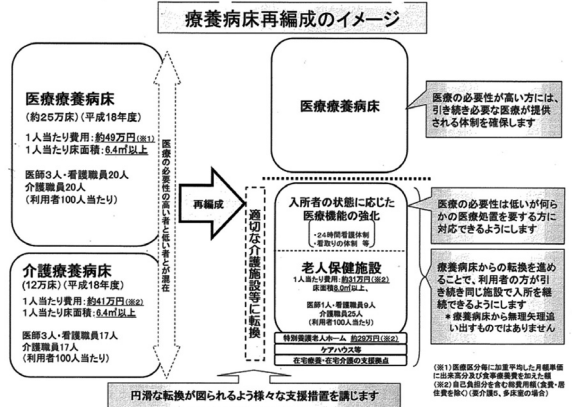 療養病床再編成のイメージ
医療療養病床
(約25万床)(平成18年度)
1人当たり費用:約49万円(※1)
1人当たり床面積:6.4㎡以上
医師3人・看護職員20人
介護職員20人
(利用者100人当たり)
介護療養病床
(12万床)(平成18年度)
1人当たり費用:約41万円(※2)
1人当たり床面積:6.4㎡以上
医師3人・看護職員17人
介護職員17人
(利用者100人当たり)
医療の必要性の高い者と低い者とが混在
再編成
適切な介護施設等に転換
医療療養病床
入所者の状態に応じた
医療機能の強化
・24時間看護体制
・看取りの体制 等
老人保健施設
1人当たり費用:約31万円(※2)
床面積8.0㎡以上。
医師1人・看護職員9人
介護職員25人
(利用者100人当たり)
特別養護老人ホーム 約29万円(※2)
ケアハウス等
在宅療養・在宅介護の支援拠点
医療の必要性が高い方には、
引き続き必要な医療が提供
される体制を確保します
医療の必要性は低いが何ら
かの医療処置を要する方に
対応できるようにします
療養病床からの転換を進め
ることで、利用者の方が引
き続き同じ施設で入所を継
続できるようにします
*療養病床から無理矢理追
い出すものではありません
円滑な転換が図られるよう様々な支援措置を講じます
(※1)医療区分毎に加重平均した月額単価
に出来高分及び食事療養費を加えた額
(※2)自己負担分を含む総費用額(食費・居
住費を除く)(要介護5、多床室の場合)